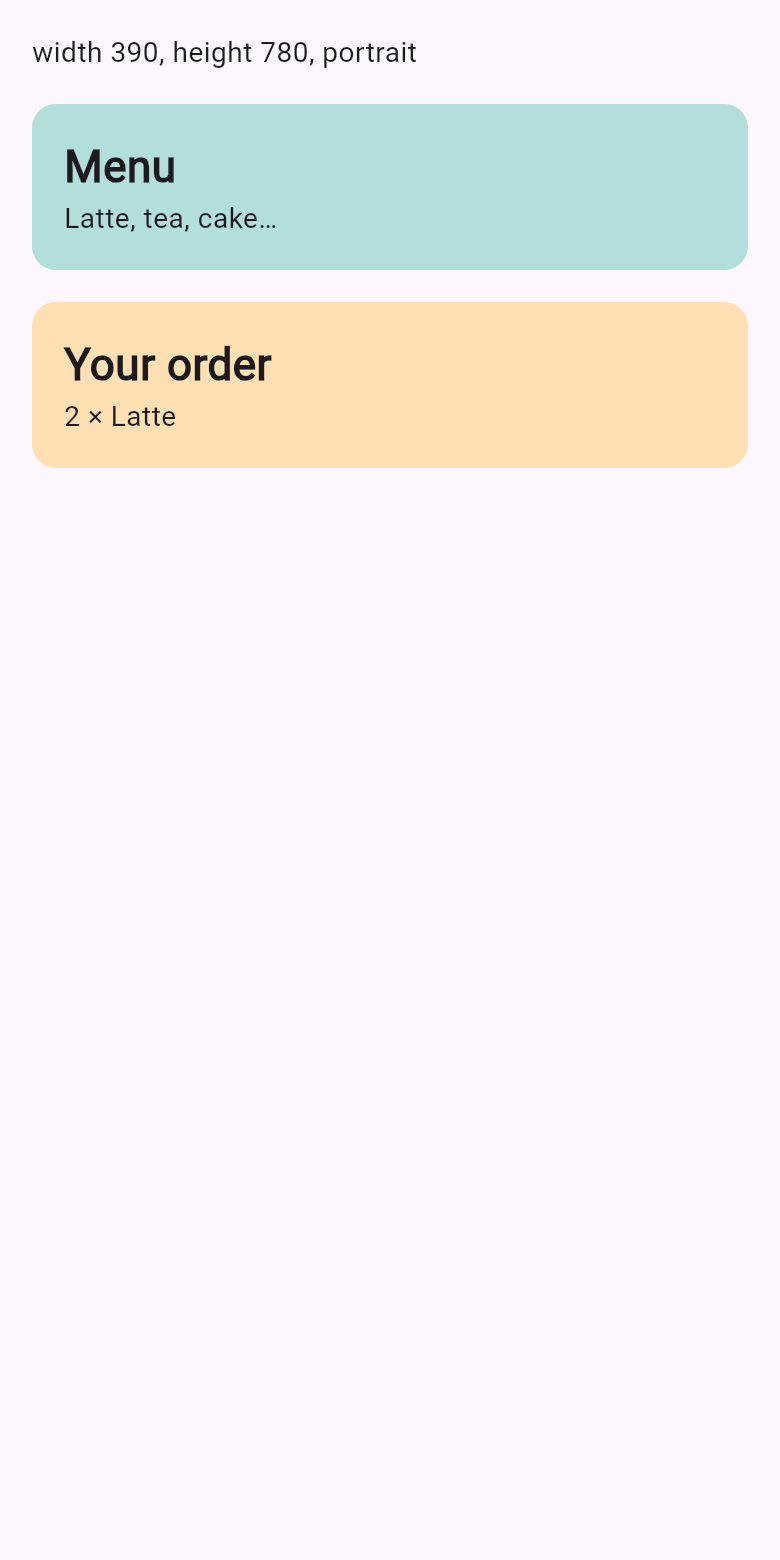 width 390, height 780, portrait
Menu
Latte, tea, cake…
Your order
2 × Latte